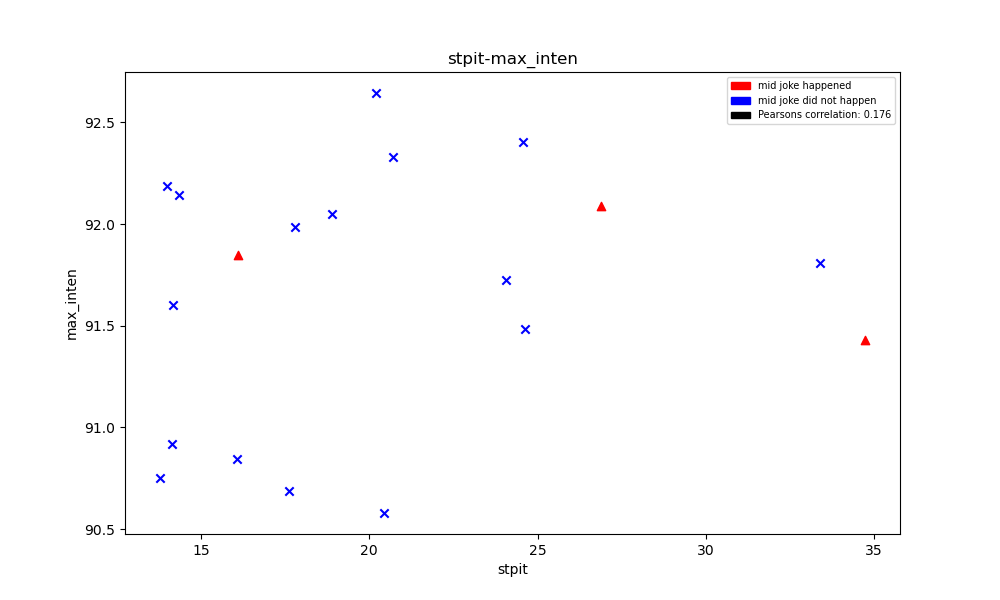 stpit-max_inten
mid joke happened
mid joke did not happen
Pearsons correlation: 0.176
92.5
92.0
91.5
91.0
90.5
max_inten
15 20 25 30 35
stpit